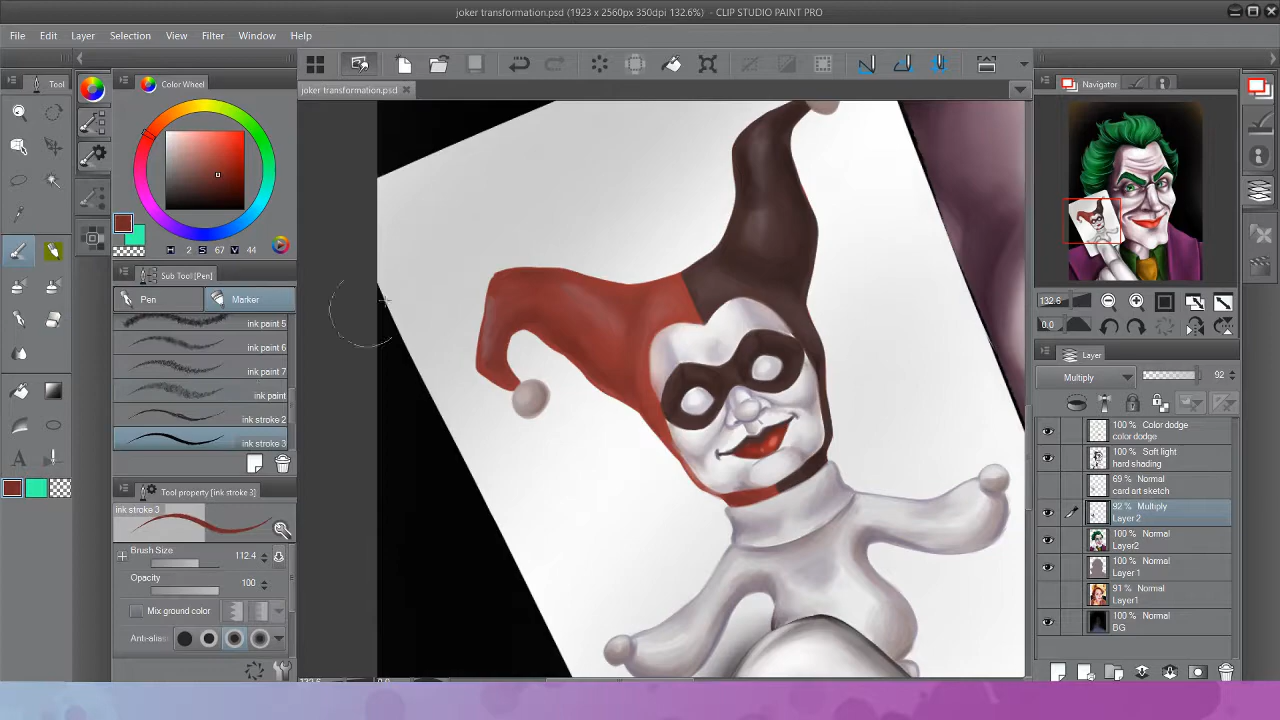 joker transformation.psd (1923 x 2560px 350dpi 132.6%) - CLIP STUDIO PAINT PRO
File Edit Layer Selection View Filter Window Help
Tool
Color Wheel
joker transformation.psd
Navigator
H 2 S 67 V 44
Sub Tool [Pen]
Pen
Marker
ink paint 5
ink paint 6
ink paint 7
ink paint
ink stroke 2
ink stroke 3
Tool property [ink stroke 3]
ink stroke 3
Brush Size 112.4
Opacity 100
Mix ground color
Anti-alias
132.6
0.0
Layer
Multiply 92
100% Color dodge
color dodge
100% Soft light
hard shading
69% Normal
card art sketch
92% Multiply
Layer 2
100% Normal
Layer2
100% Normal
Layer 1
91% Normal
Layer1
100% Normal
BG